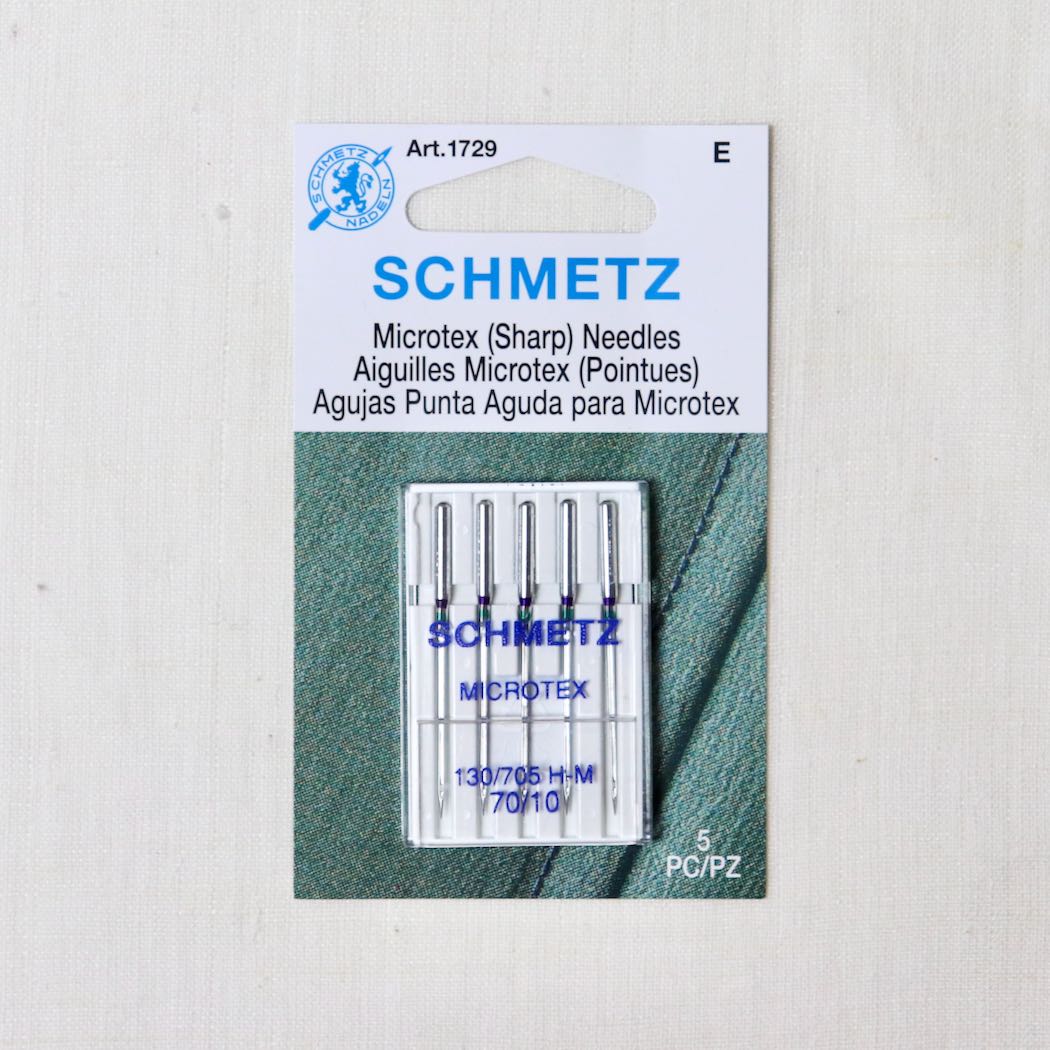 Art.1729
E
SCHMETZ
NADELN
SCHMETZ
Microtex (Sharp) Needles
Aiguilles Microtex (Pointues)
Agujas Punta Aguda para Microtex
SCHMETZ
MICROTEX
130/705 H-M
70/10
5
PC/PZ